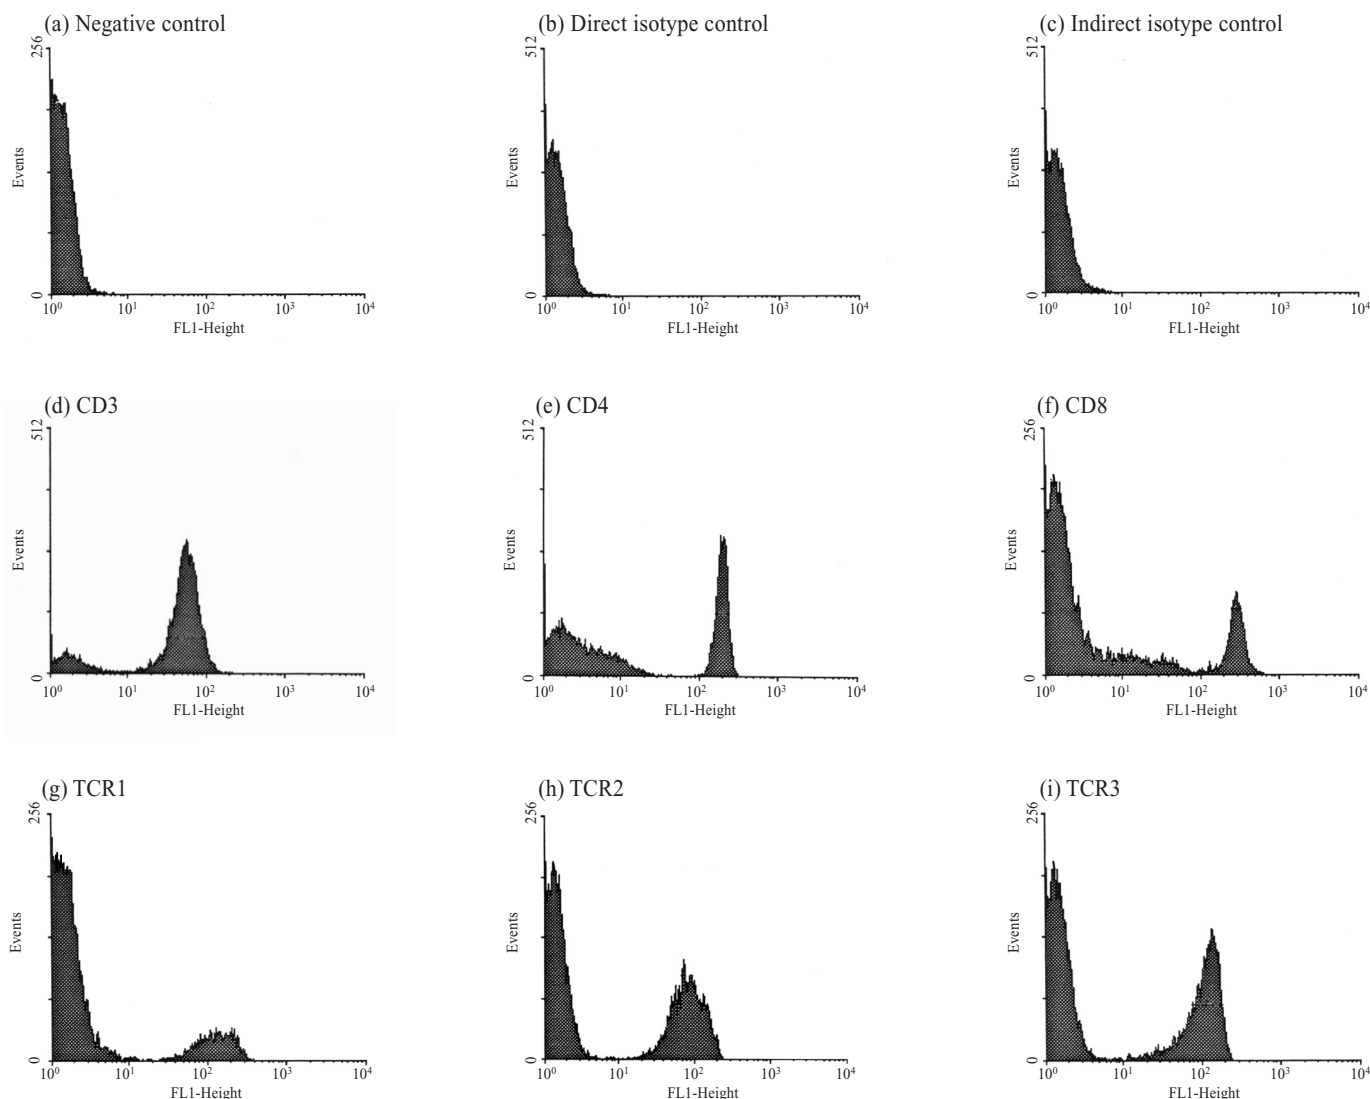 (a) Negative control
256
Events
0
10⁰ 10¹ 10² 10³ 10⁴
FL1-Height
(b) Direct isotype control
512
Events
0
10⁰ 10¹ 10² 10³ 10⁴
FL1-Height
(c) Indirect isotype control
512
Events
0
10⁰ 10¹ 10² 10³ 10⁴
FL1-Height
(d) CD3
512
Events
0
10⁰ 10¹ 10² 10³ 10⁴
FL1-Height
(e) CD4
512
Events
0
10⁰ 10¹ 10² 10³ 10⁴
FL1-Height
(f) CD8
256
Events
0
10⁰ 10¹ 10² 10³ 10⁴
FL1-Height
(g) TCR1
256
Events
0
10⁰ 10¹ 10² 10³ 10⁴
FL1-Height
(h) TCR2
256
Events
0
10⁰ 10¹ 10² 10³ 10⁴
FL1-Height
(i) TCR3
256
Events
0
10⁰ 10¹ 10² 10³ 10⁴
FL1-Height